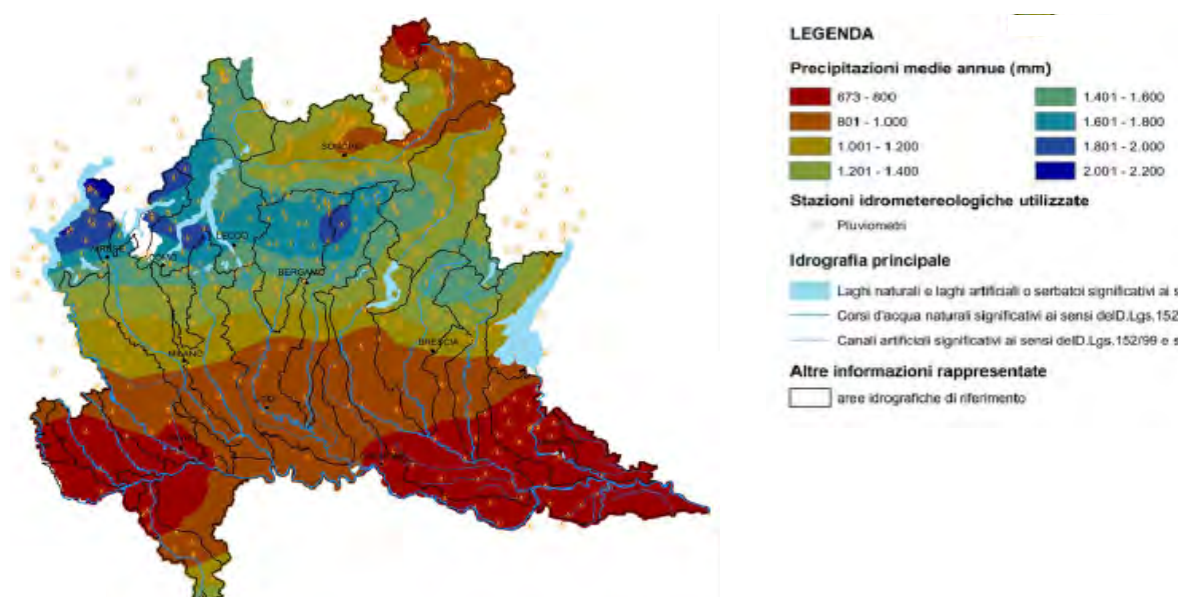 SONDRIO
LECCO
VARESE
COMO
BERGAMO
BRESCIA
MILANO
LEGENDA
Precipitazioni medie annue (mm)
673 - 800
801 - 1.000
1.001 - 1.200
1.201 - 1.400
1.401 - 1.600
1.601 - 1.800
1.801 - 2.000
2.001 - 2.200
Stazioni idrometereologiche utilizzate
Pluviometri
Idrografia principale
Laghi naturali e laghi artificiali o serbatoi significativi ai s
Corsi d'acqua naturali significativi ai sensi delD.Lgs.152
Canali artificiali significativi ai sensi delD.Lgs.152/99 e s
Altre informazioni rappresentate
aree idrografiche di riferimento